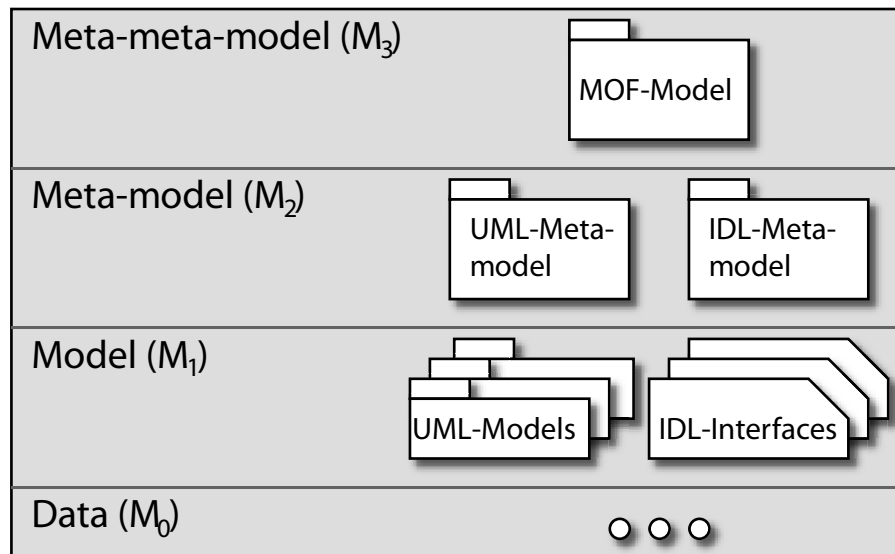 Meta-meta-model (M3)
MOF-Model
Meta-model (M2)
UML-Meta-
model
IDL-Meta-
model
Model (M1)
UML-Models
IDL-Interfaces
Data (M0)